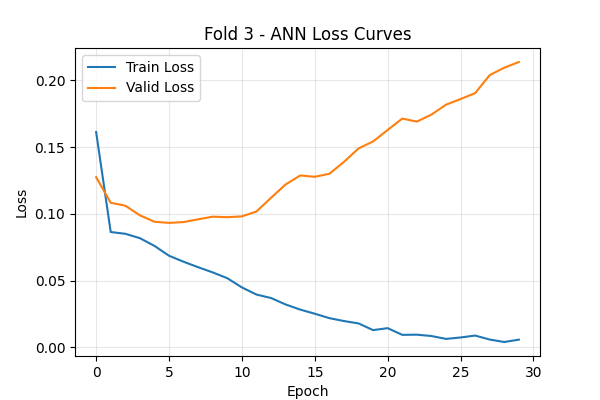 Fold 3 - ANN Loss Curves
Train Loss
Valid Loss
0.20
0.15
0.10
0.05
0.00
Loss
0 5 10 15 20 25 30
Epoch